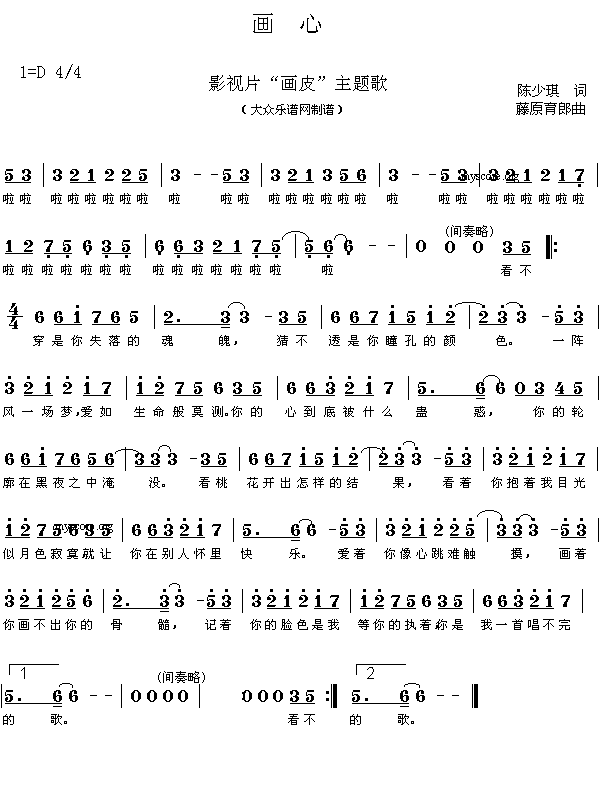 画 心
1=D 4/4
影视片“画皮”主题歌
（大众乐谱网制谱）
陈少琪 词
藤原育郎曲
5 3 | 3 2 1 2 2 5 | 3 - - 5 3 | 3 2 1 3 5 6 | 3 - - 5 3 | 3 2 1 2 1 7
啦啦 啦啦啦啦啦啦 啦 啦啦 啦啦啦啦啦啦 啦 啦啦 啦啦啦啦啦啦
1 2 7 5 6 3 5 | 6 6 3 2 1 7 5 | 5 6 6 - - | 0 0 0 3 5 :
(间奏略)
啦啦啦啦啦啦啦 啦啦啦啦啦啦啦 啦 看不
4/4 6 6 1 7 6 5 | 2. 3 3 - 3 5 | 6 6 7 1 5 1 2 | 2 3 3 - 5 3
穿是你失落的 魂 魄，猜不 透是你瞳孔的颜 色。一阵
3 2 1 2 1 7 | 1 2 7 5 6 3 5 | 6 6 3 2 1 7 | 5. 6 6 0 3 4 5
风一场梦，爱如 生命般莫测。你的 心到底被什么 蛊 惑，你的轮
6 6 1 7 6 5 6 | 3 3 - 3 5 | 6 6 1 7 1 5 1 2 | 2 3 3 - 5 3 | 3 2 1 2 1 7
廓在黑夜之中淹 没。看桃 花开出怎样的结 果，看着 你抱着我目光
1 2 7 5 6 3 5 | 6 6 3 2 1 7 | 5. 6 6 - 5 3 | 3 2 1 2 2 5 | 3 3 - 5 3
似月色寂寞就让 你在别人怀里 快 乐。爱着 你像心跳难触 摸，画着
3 2 1 2 5 6 | 2. 3 3 - 5 3 | 3 2 1 2 1 7 | 1 2 7 5 6 3 5 | 6 6 3 2 1 7 |
你画不出你的 骨 髓，记着 你的脸色是我 等你的执着，你是 我一首唱不完
1 (间奏略) 2
5. 6 6 - - | 0 0 0 0 | 0 0 0 3 5 :| 5. 6 6 - -
的 歌。 看不 的 歌。